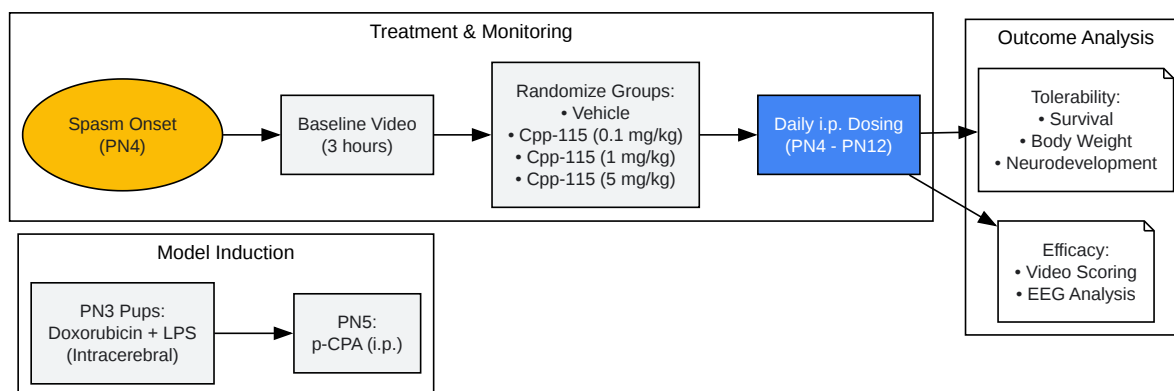 Treatment & Monitoring
Spasm Onset
(PN4)
Baseline Video
(3 hours)
Randomize Groups:
• Vehicle
• Cpp-115 (0.1 mg/kg)
• Cpp-115 (1 mg/kg)
• Cpp-115 (5 mg/kg)
Daily i.p. Dosing
(PN4 - PN12)
Outcome Analysis
Tolerability:
• Survival
• Body Weight
• Neurodevelopment
Efficacy:
• Video Scoring
• EEG Analysis
Model Induction
PN3 Pups:
Doxorubicin + LPS
(Intracerebral)
PN5:
p-CPA (i.p.)